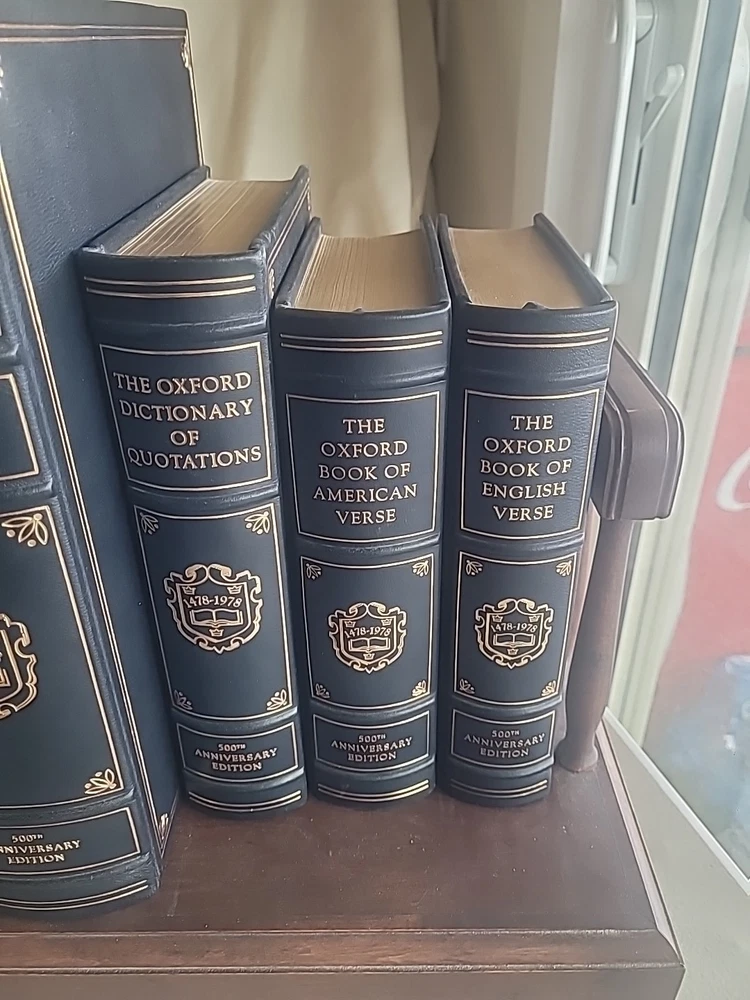 500TH
ANNIVERSARY
EDITION
THE OXFORD
DICTIONARY
OF
QUOTATIONS
1478-1978
500TH
ANNIVERSARY
EDITION
THE
OXFORD
BOOK OF
AMERICAN
VERSE
1478-1978
500TH
ANNIVERSARY
EDITION
THE
OXFORD
BOOK OF
ENGLISH
VERSE
1478-1978
500TH
ANNIVERSARY
EDITION